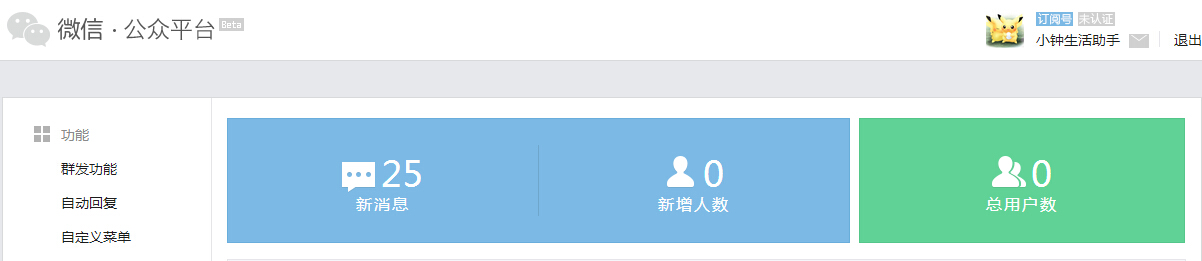 微信·公众平台 Beta
订阅号 未认证
小钟生活助手 退出
功能
群发功能
自动回复
自定义菜单
25
新消息
0
新增人数
0
总用户数